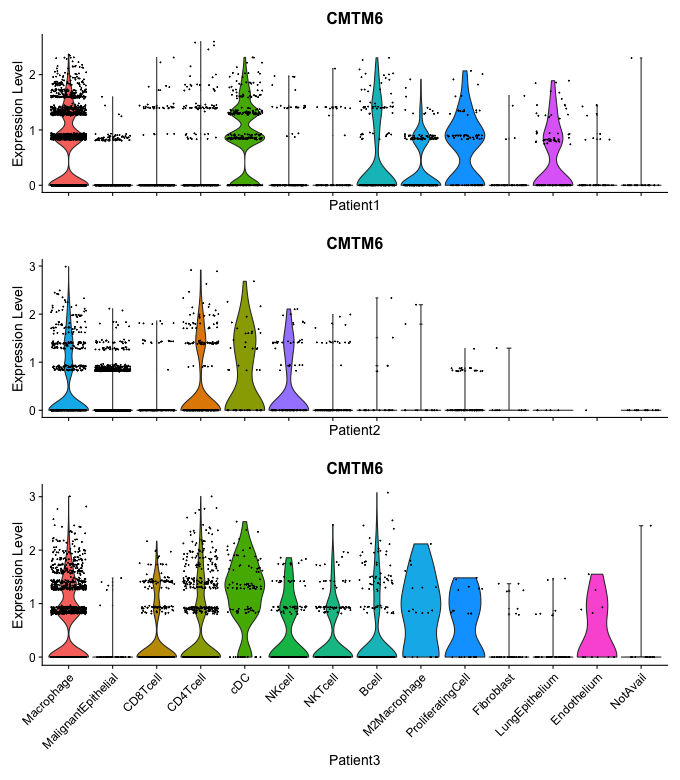 CMTM6
Expression Level
2
1
0
Patient1
CMTM6
Expression Level
3
2
1
0
Patient2
CMTM6
Expression Level
3
2
1
0
Macrophage
MalignantEpithelial
CD8Tcell
CD4Tcell
cDC
NKcell
NKTcell
Bcell
M2Macrophage
ProliferatingCell
Fibroblast
LungEpithelium
Endothelium
NotAvail
Patient3